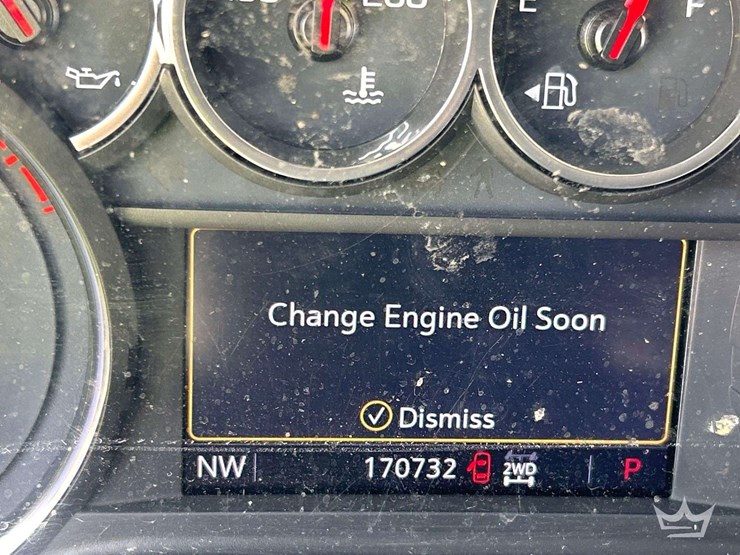 E F
Change Engine Oil Soon
Dismiss
NW 170732 2WD P